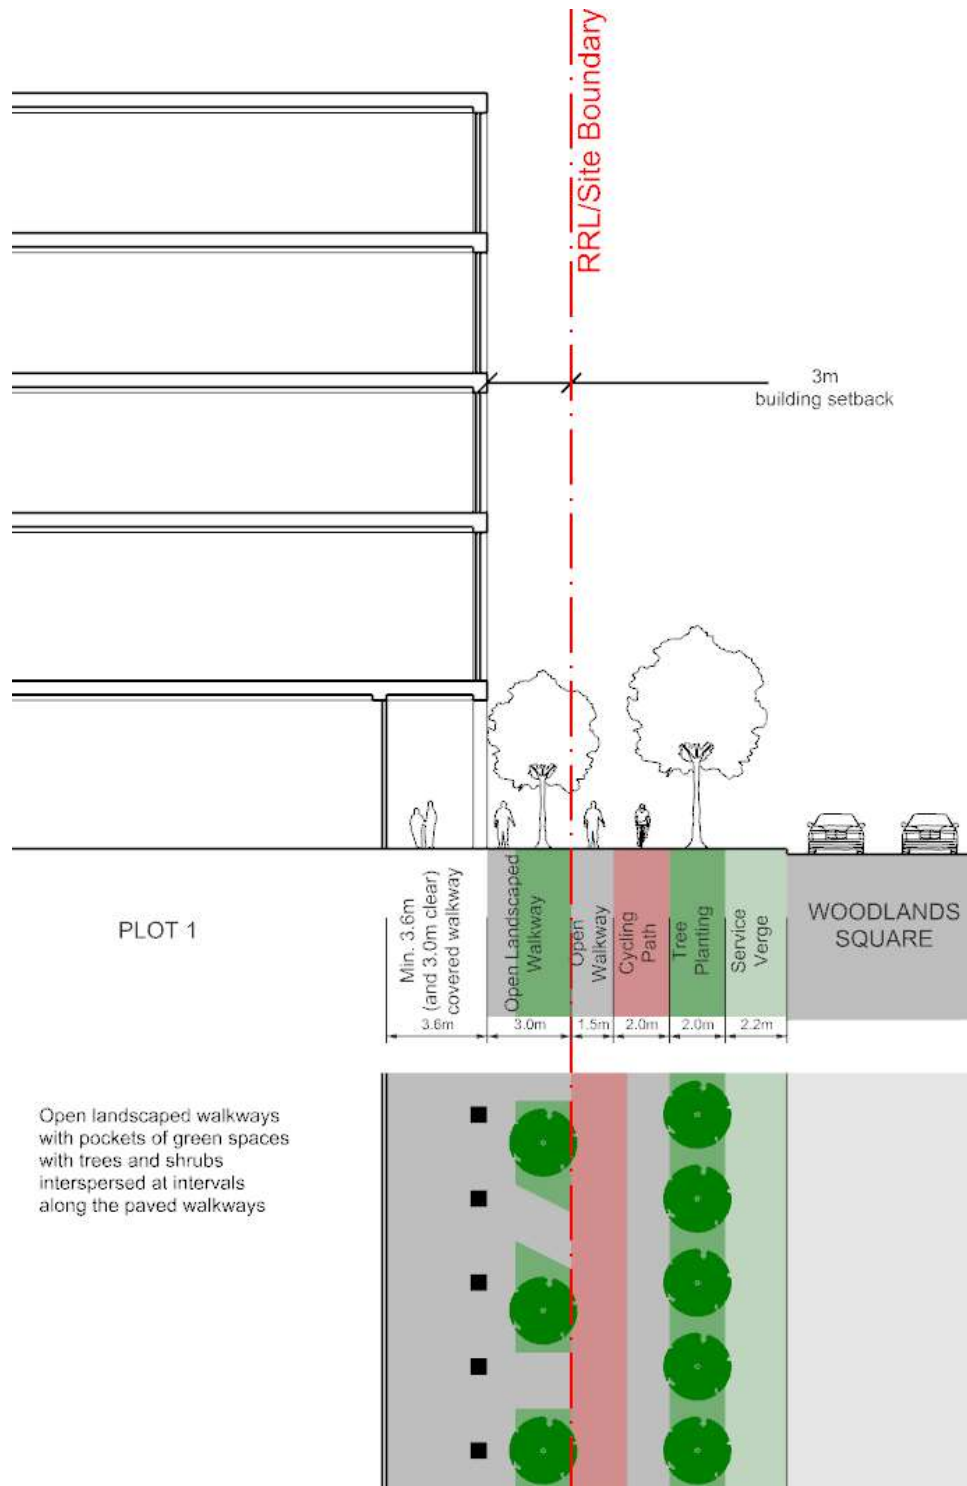 RRL/Site Boundary
3m
building setback
PLOT 1
Min. 3.6m
(and 3.0m clear)
covered walkway
Open Landscaped
Walkway
Open
Walkway
Cycling
Path
Tree
Planting
Service
Verge
WOODLANDS
SQUARE
3.6m
3.0m
1.5m
2.0m
2.0m
2.2m
Open landscaped walkways
with pockets of green spaces
with trees and shrubs
interspersed at intervals
along the paved walkways